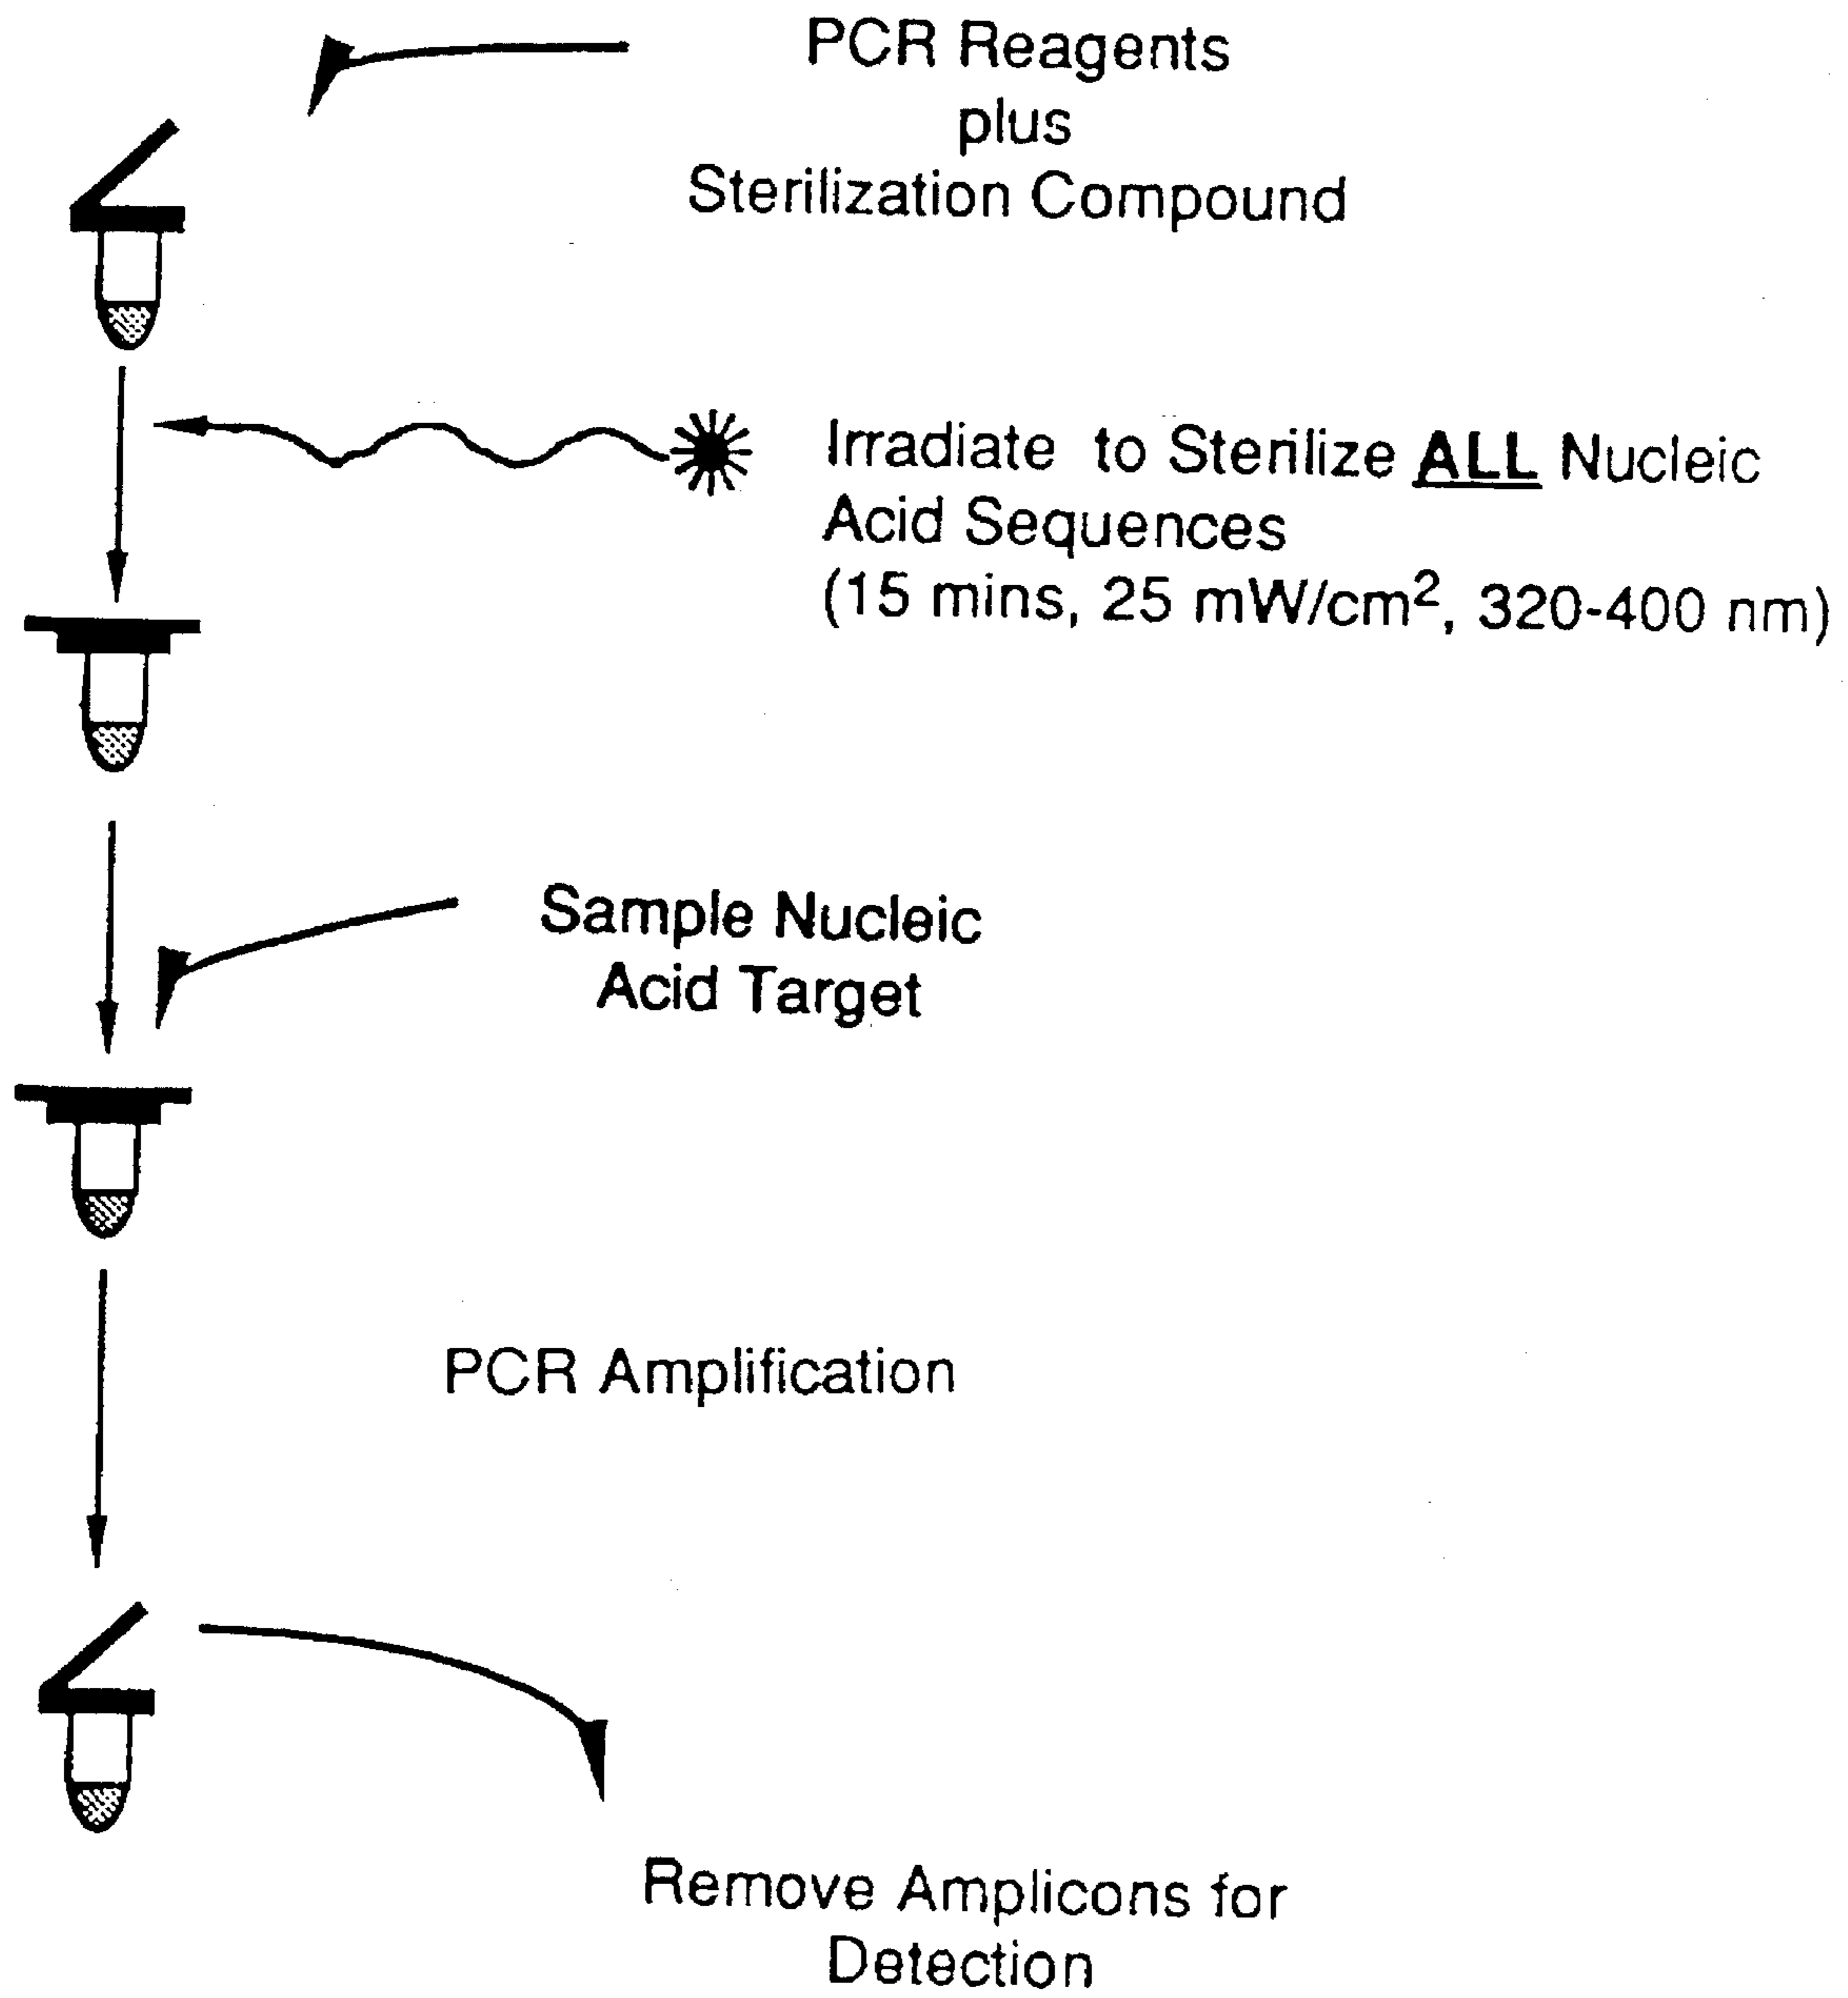 PCR Reagents
plus
Sterilization Compound
Irradiate to Sterilize ALL Nucleic
Acid Sequences
(15 mins, 25 mW/cm², 320-400 nm)
Sample Nucleic
Acid Target
PCR Amplification
Remove Amplicons for
Detection